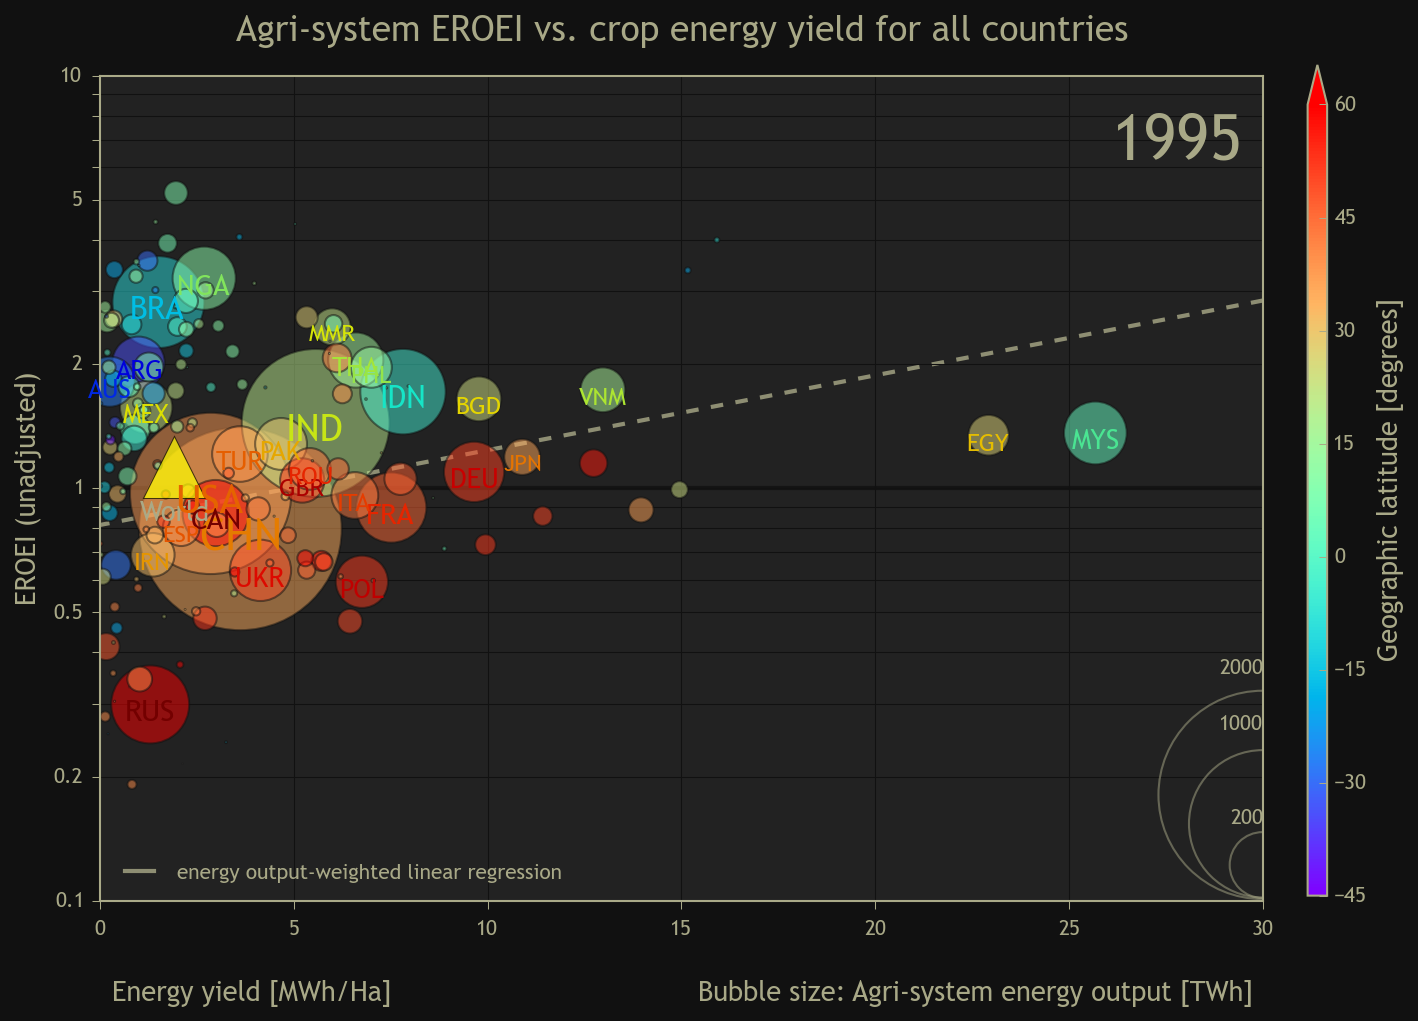 Agri-system EROEI vs. crop energy yield for all countries
1995
10
5
2
1
0.5
0.2
0.1
EROEI (unadjusted)
NGA
BRA
MMR
ARG
THA
AUS
IDN
MEX
BGD
VNM
IND
EGY
MYS
PAK
TUR
JPN
ROU
DEU
GBR
USA
ITA
World
FRA
CAN
ESP
CHN
IRN
UKR
POL
RUS
2000
1000
200
energy output-weighted linear regression
0
5
10
15
20
25
30
Energy yield [MWh/Ha]
Bubble size: Agri-system energy output [TWh]
60
45
30
15
0
−15
−30
−45
Geographic latitude [degrees]